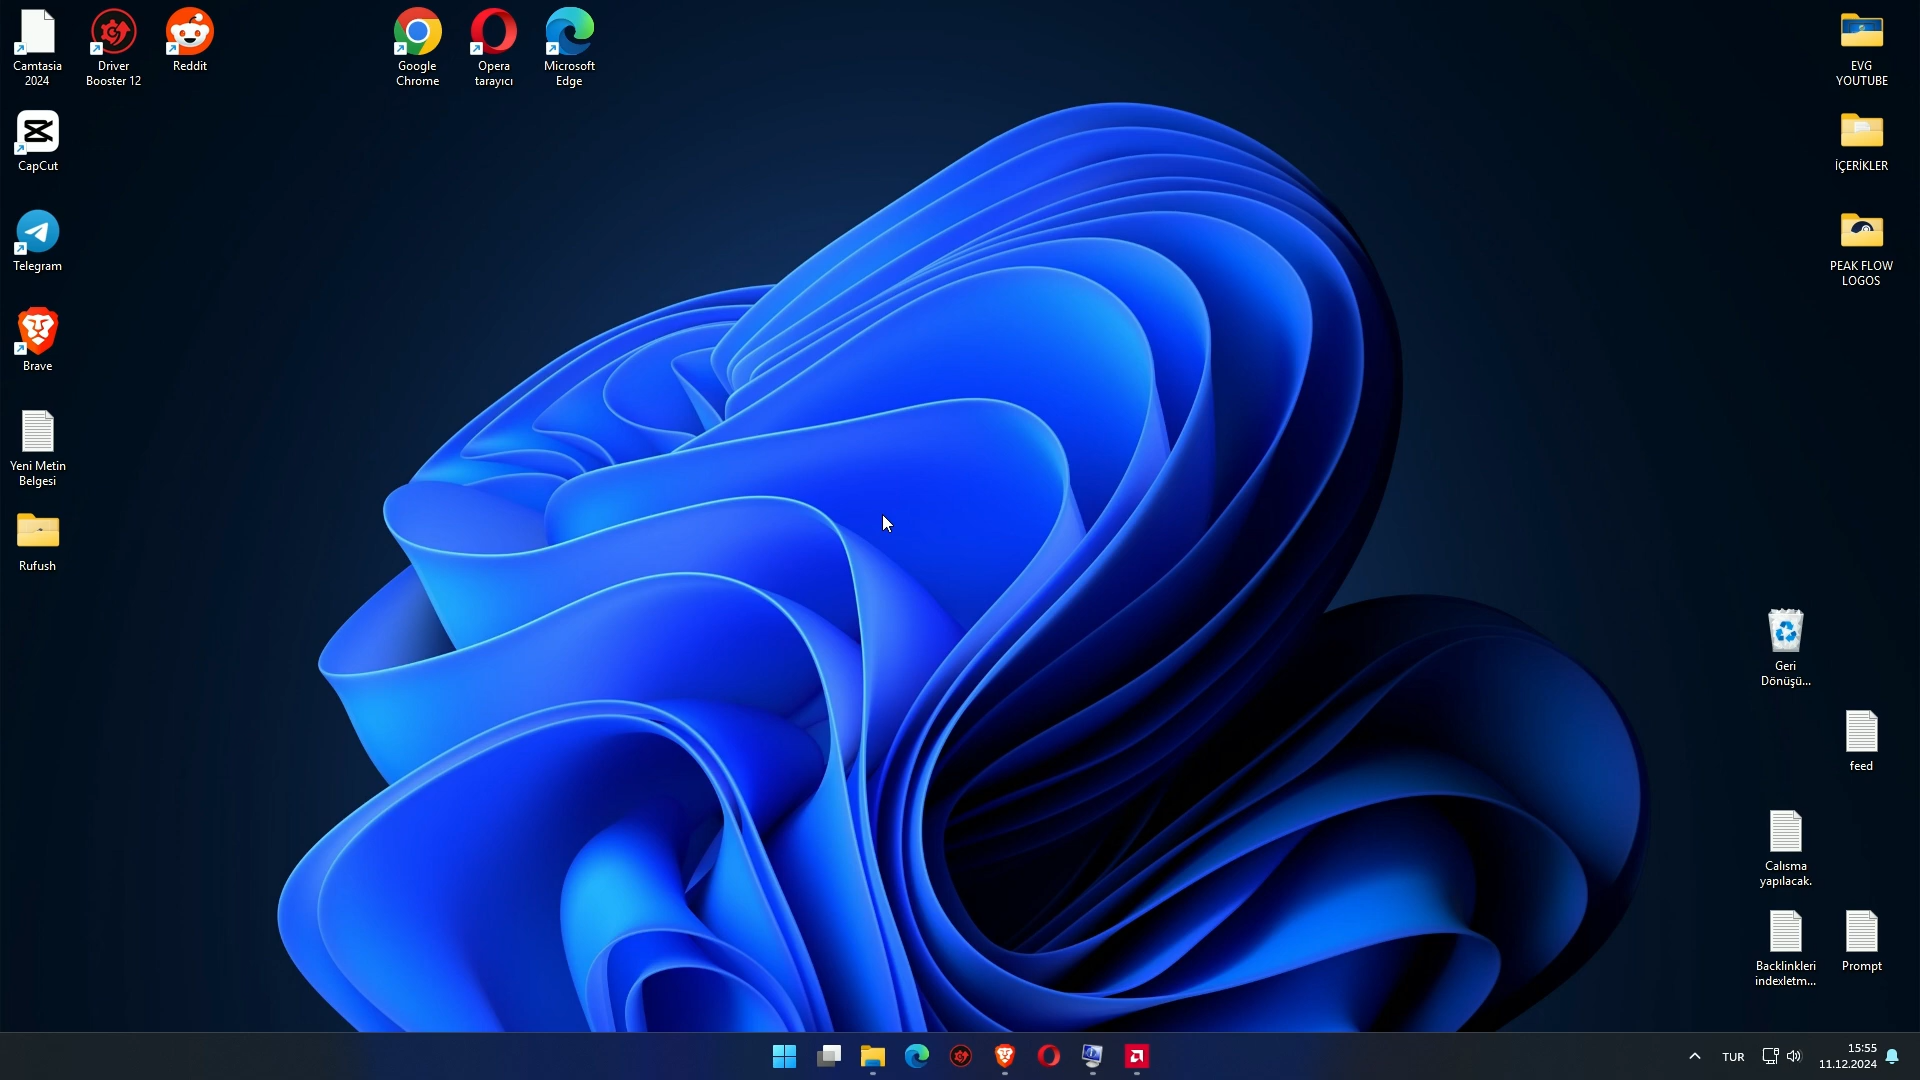 Camtasia
2024
Driver
Booster 12
Reddit
Google
Chrome
Opera
tarayıcı
Microsoft
Edge
EVG
YOUTUBE
CapCut
İÇERİKLER
Telegram
PEAK FLOW
LOGOS
Brave
Yeni Metin
Belgesi
Rufush
Geri
Dönüşü...
feed
Calısma
yapılacak.
Backlinkleri
indexletm...
Prompt
TUR
15:55
11.12.2024